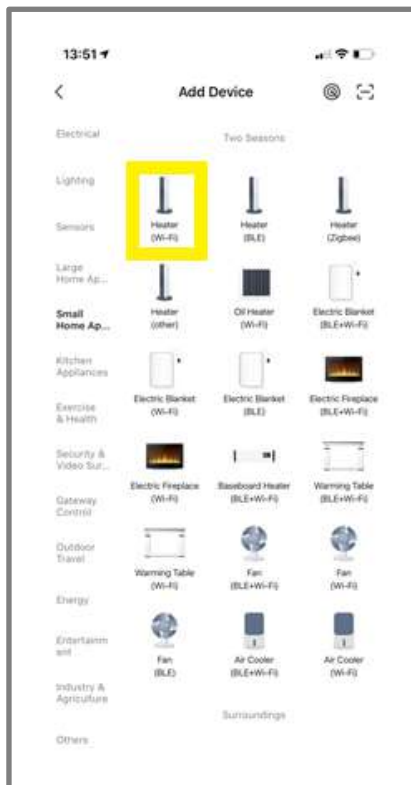 13:51
Add Device
Electrical
Lighting
Sensors
Large
Home Ap...
Small
Home Ap...
Kitchen
Appliances
Exercise
& Health
Security &
Video Sur...
Gateway
Control
Outdoor
Travel
Energy
Entertainm
ent
Industry &
Agriculture
Others
Two Seasons
Heater
(Wi-Fi)
Heater
(BLE)
Heater
(Zigbee)
Heater
(other)
Oil Heater
(Wi-Fi)
Electric Blanket
(BLE+Wi-Fi)
Electric Blanket
(Wi-Fi)
Electric Blanket
(BLE)
Electric Fireplace
(BLE+Wi-Fi)
Electric Fireplace
(Wi-Fi)
Baseboard Heater
(BLE+Wi-Fi)
Warming Table
(BLE+Wi-Fi)
Warming Table
(Wi-Fi)
Fan
(BLE+Wi-Fi)
Fan
(Wi-Fi)
Fan
(BLE)
Air Cooler
(BLE+Wi-Fi)
Air Cooler
(Wi-Fi)
Surroundings